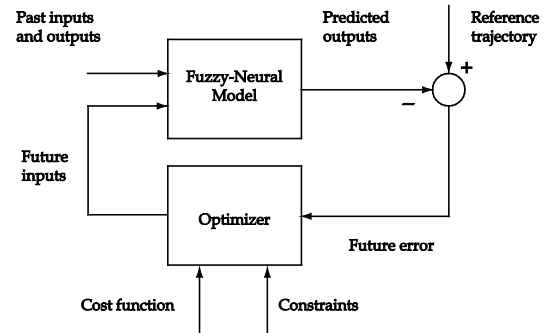 Past inputs
and outputs
Predicted
outputs
Reference
trajectory
+
Fuzzy-Neural
Model
−
Future
inputs
Optimizer
Future error
Cost function
Constraints